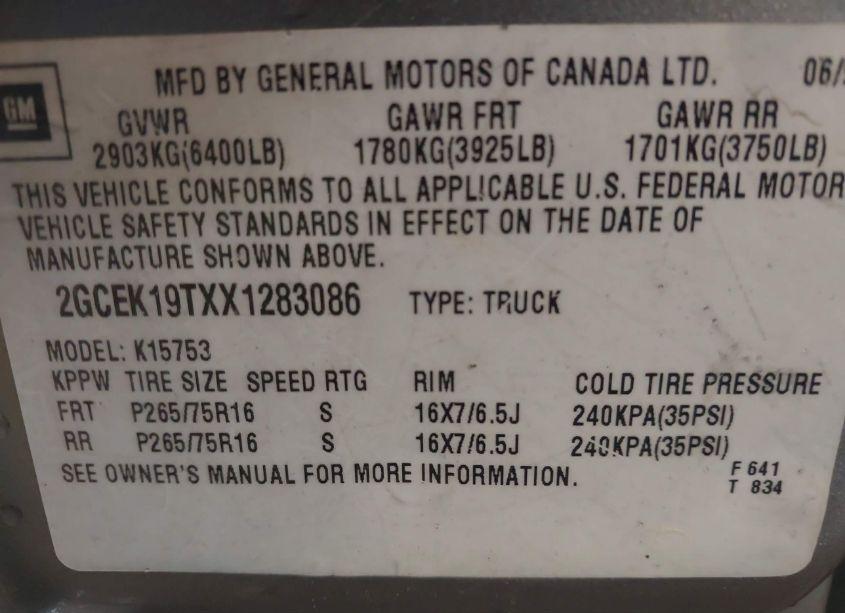 MFD BY GENERAL MOTORS OF CANADA LTD. 06/
GM
GVWR GAWR FRT GAWR RR
2903KG(6400LB) 1780KG(3925LB) 1701KG(3750LB)
THIS VEHICLE CONFORMS TO ALL APPLICABLE U.S. FEDERAL MOTOR
VEHICLE SAFETY STANDARDS IN EFFECT ON THE DATE OF
MANUFACTURE SHOWN ABOVE.
2GCEK19TXX1283086 TYPE: TRUCK
MODEL: K15753
KPPW TIRE SIZE SPEED RTG RIM COLD TIRE PRESSURE
FRT P265/75R16 S 16X7/6.5J 240KPA(35PSI)
RR P265/75R16 S 16X7/6.5J 240KPA(35PSI)
SEE OWNER'S MANUAL FOR MORE INFORMATION.
F 641
T 834